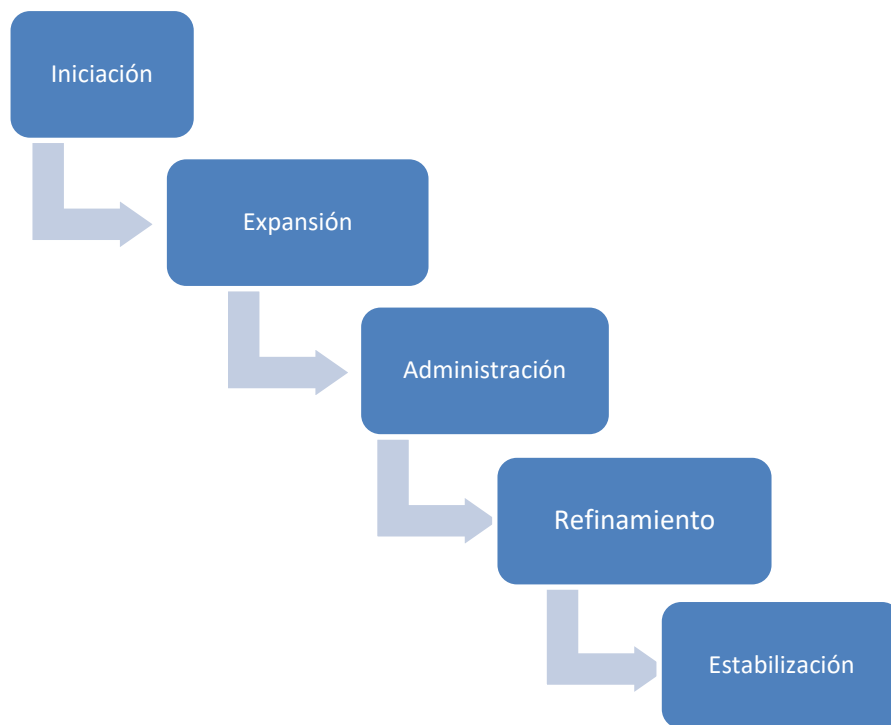 Iniciación
Expansión
Administración
Refinamiento
Estabilización